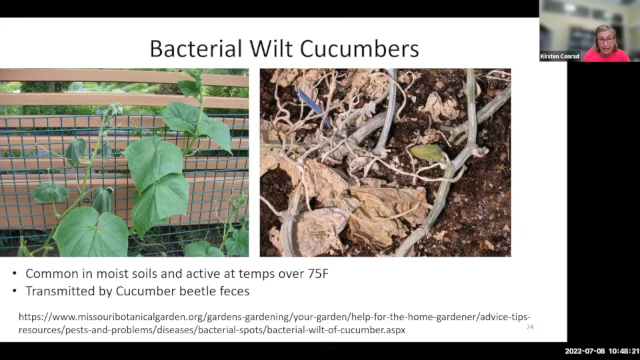 Kirsten Conrad
Bacterial Wilt Cucumbers
• Common in moist soils and active at temps over 75F
• Transmitted by Cucumber beetle feces
https://www.missouribotanicalgarden.org/gardens-gardening/your-garden/help-for-the-home-gardener/advice-tips-
resources/pests-and-problems/diseases/bacterial-spots/bacterial-wilt-of-cucumber.aspx
24
2022-07-08 10:48:21